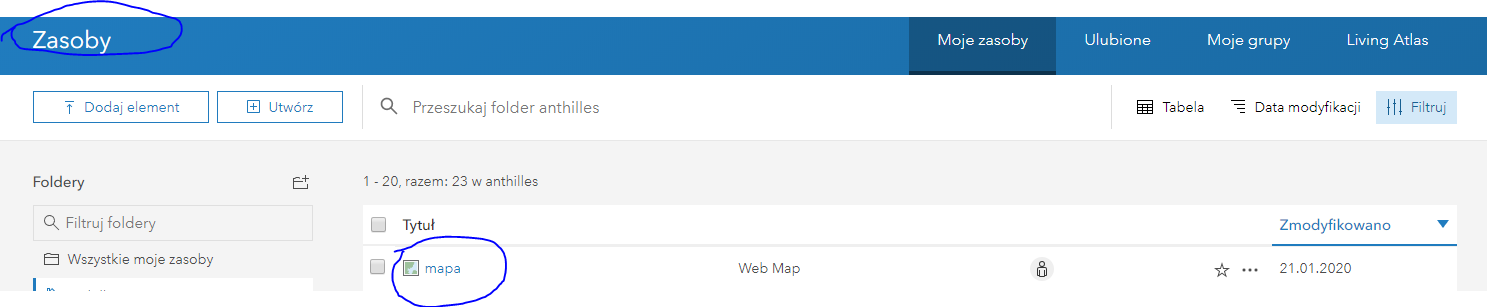 Zasoby
Moje zasoby Ulubione Moje grupy Living Atlas
Dodaj element Utwórz Przeszukaj folder anthilles Tabela Data modyfikacji Filtruj
Foldery 1 - 20, razem: 23 w anthilles
Filtruj foldery Tytuł Zmodyfikowano
Wszystkie moje zasoby mapa Web Map 21.01.2020